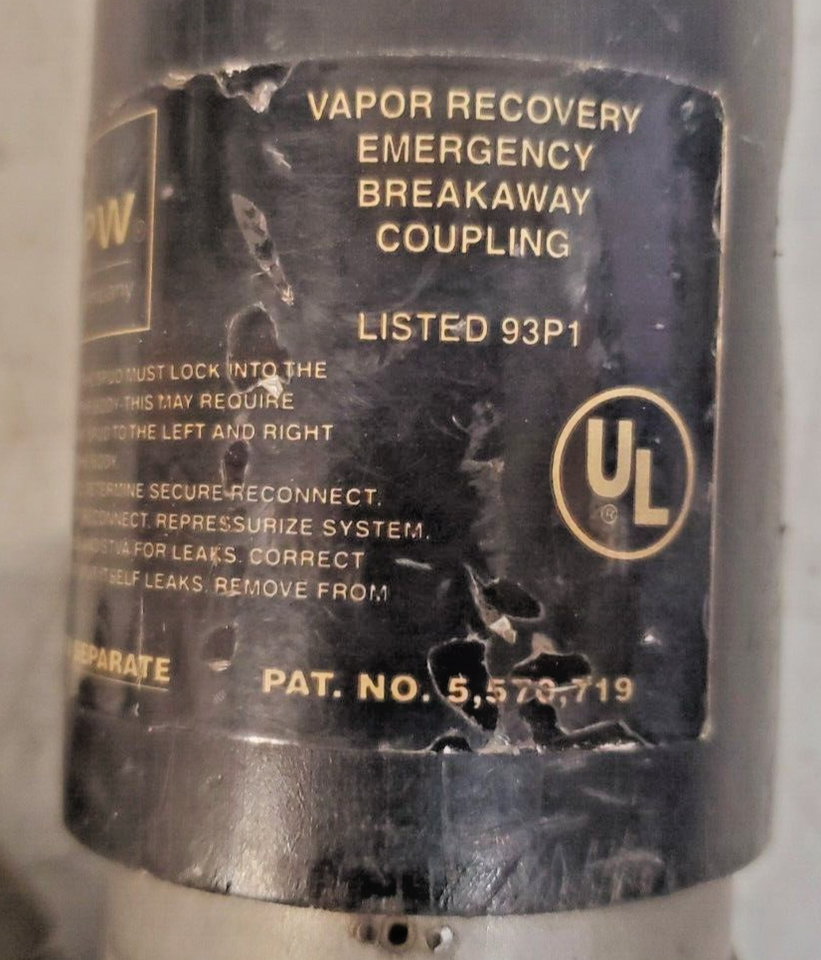 VAPOR RECOVERY
EMERGENCY
BREAKAWAY
COUPLING
LISTED 93P1
MUST LOCK INTO THE
THIS MAY REQUIRE
TO THE LEFT AND RIGHT
SECURE RECONNECT.
REPRESSURIZE SYSTEM.
FOR LEAKS. CORRECT
LEAKS. REMOVE FROM
UL
®
SEPARATE
PAT. NO. 5,570,719